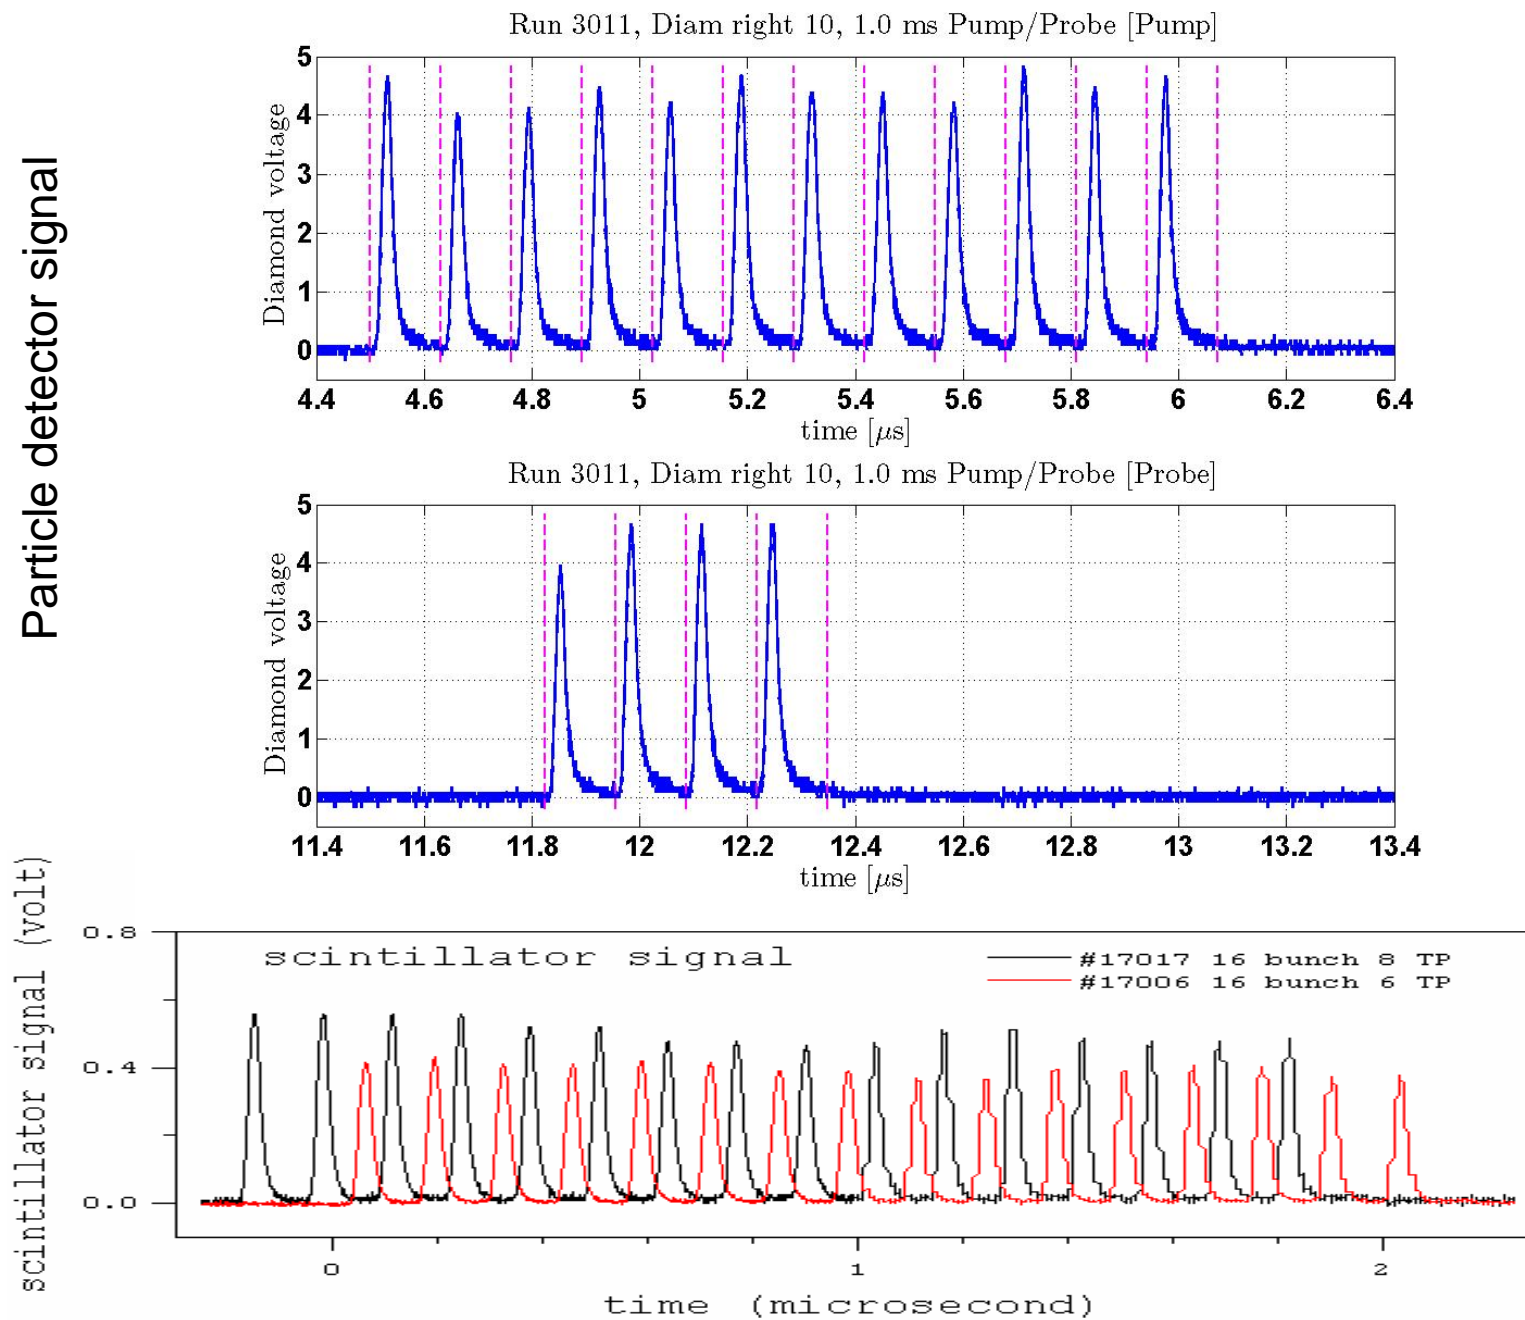 Particle detector signal
Run 3011, Diam right 10, 1.0 ms Pump/Probe [Pump]
Diamond voltage
5
4
3
2
1
0
4.4 4.6 4.8 5 5.2 5.4 5.6 5.8 6 6.2 6.4
time [μs]
Run 3011, Diam right 10, 1.0 ms Pump/Probe [Probe]
Diamond voltage
5
4
3
2
1
0
11.4 11.6 11.8 12 12.2 12.4 12.6 12.8 13 13.2 13.4
time [μs]
scintillator signal (volt)
0.8
0.4
0.0
scintillator signal
#17017 16 bunch 8 TP
#17006 16 bunch 6 TP
0 1 2
time (microsecond)